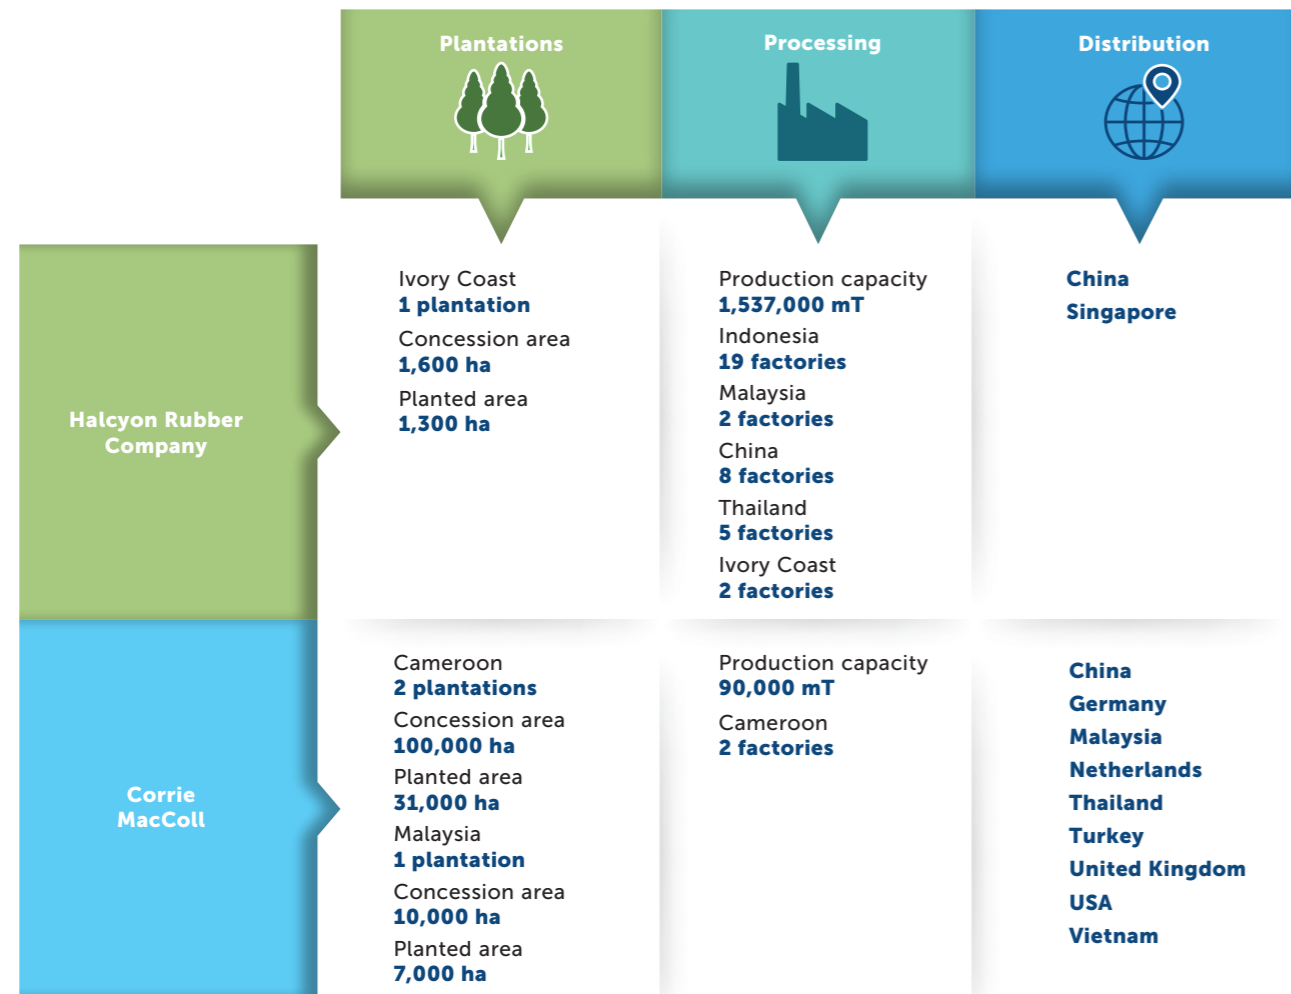 Plantations
Processing
Distribution
Halcyon Rubber
Company
Ivory Coast
1 plantation
Concession area
1,600 ha
Planted area
1,300 ha
Production capacity
1,537,000 mT
Indonesia
19 factories
Malaysia
2 factories
China
8 factories
Thailand
5 factories
Ivory Coast
2 factories
China
Singapore
Corrie
MacColl
Cameroon
2 plantations
Concession area
100,000 ha
Planted area
31,000 ha
Malaysia
1 plantation
Concession area
10,000 ha
Planted area
7,000 ha
Production capacity
90,000 mT
Cameroon
2 factories
China
Germany
Malaysia
Netherlands
Thailand
Turkey
United Kingdom
USA
Vietnam